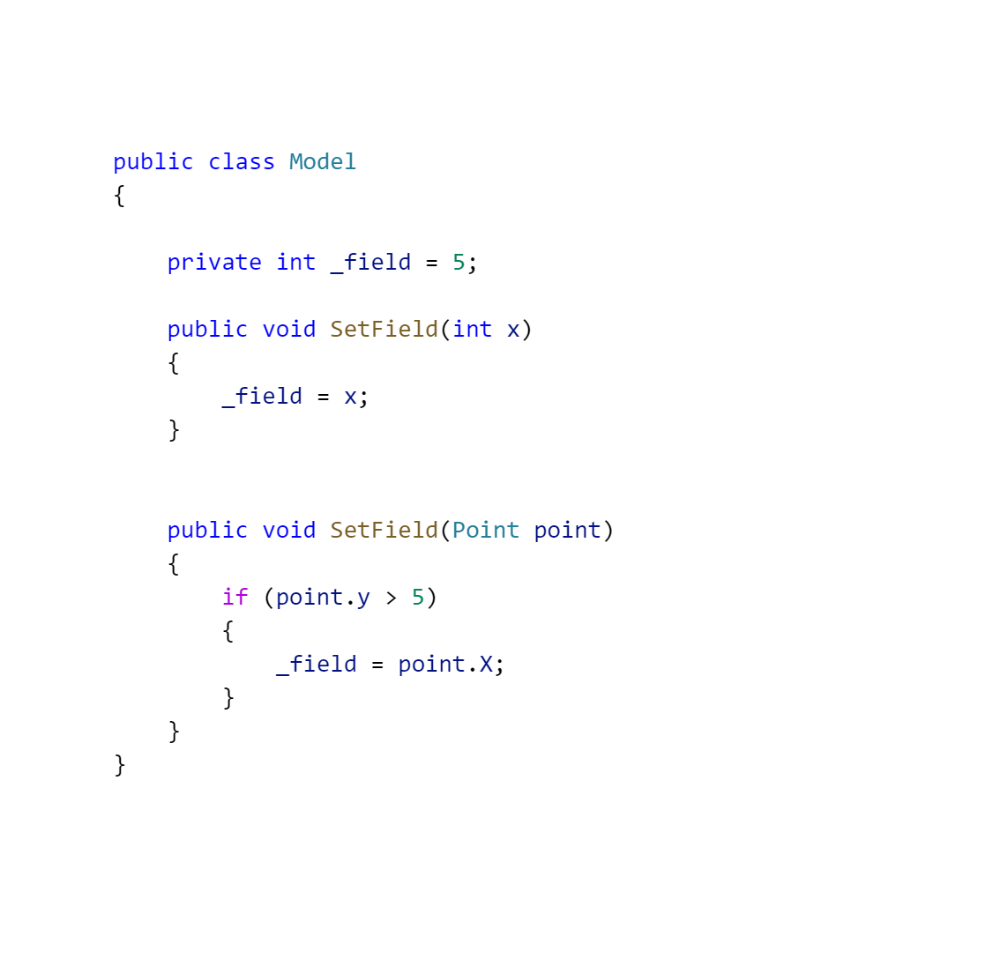 public class Model
{
    private int _field = 5;
    public void SetField(int x)
    {
        _field = x;
    }
    public void SetField(Point point)
    {
        if (point.y > 5)
        {
            _field = point.X;
        }
    }
}